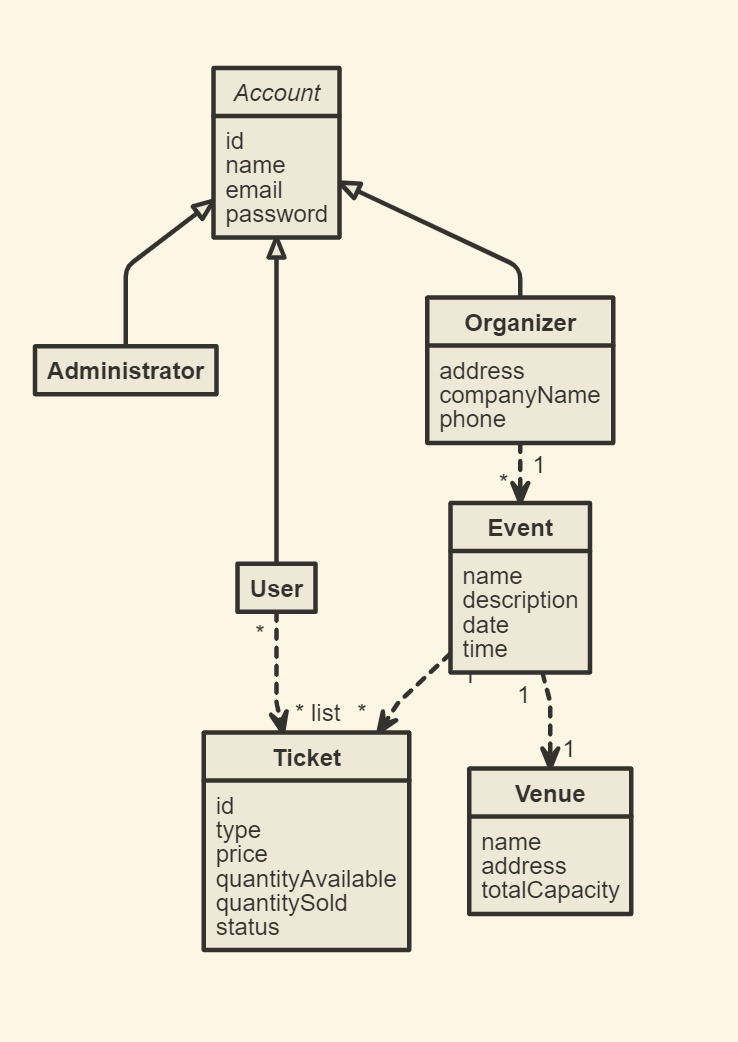 Account
id
name
email
password
Administrator
Organizer
address
companyName
phone
1
*
Event
name
description
date
time
User
*
* list
*
1
1
1
Ticket
id
type
price
quantityAvailable
quantitySold
status
Venue
name
address
totalCapacity